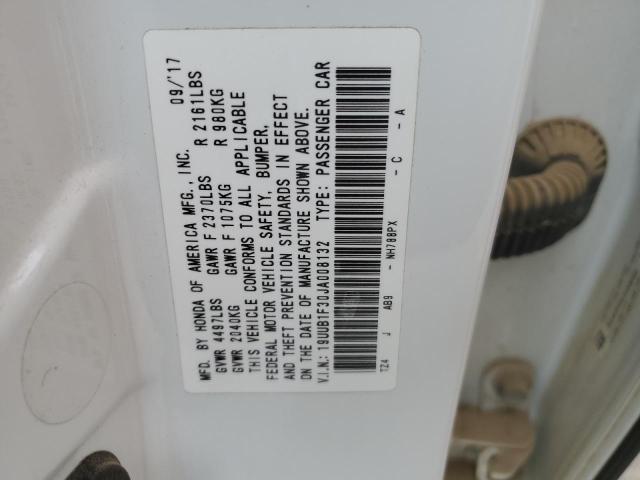 MFD. BY HONDA OF AMERICA MFG., INC. 09/'17
GVWR 4497LBS GAWR F 2370LBS R 2161LBS
GVWR 2040KG GAWR F 1075KG R 980KG
THIS VEHICLE CONFORMS TO ALL APPLICABLE
FEDERAL MOTOR VEHICLE SAFETY, BUMPER,
AND THEFT PREVENTION STANDARDS IN EFFECT
ON THE DATE OF MANUFACTURE SHOWN ABOVE.
V.I.N.: 19UUB1F30JA008132 TYPE: PASSENGER CAR
TZ4 J AB9 - NH788PX - C - A